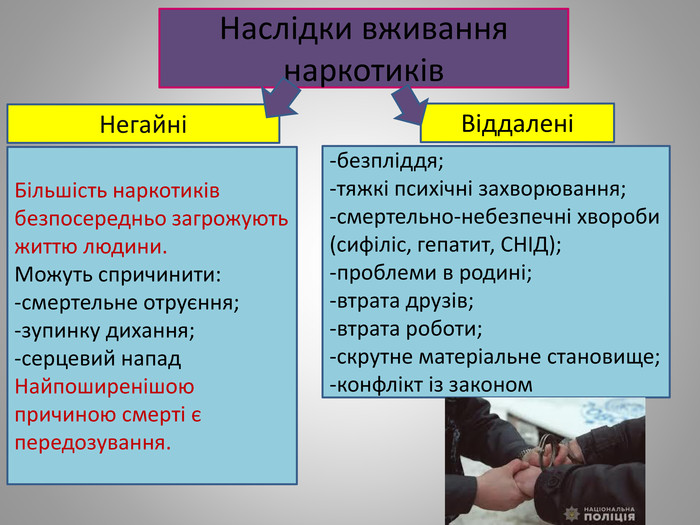 Наслідки вживання
наркотиків
Негайні
Віддалені
Більшість наркотиків
безпосередньо загрожують
життю людини.
Можуть спричинити:
-смертельне отруєння;
-зупинку дихання;
-серцевий напад
Найпоширенішою
причиною смерті є
передозування.
-безпліддя;
-тяжкі психічні захворювання;
-смертельно-небезпечні хвороби
(сифіліс, гепатит, СНІД);
-проблеми в родині;
-втрата друзів;
-втрата роботи;
-скрутне матеріальне становище;
-конфлікт із законом
НАЦІОНАЛЬНА
ПОЛІЦІЯ